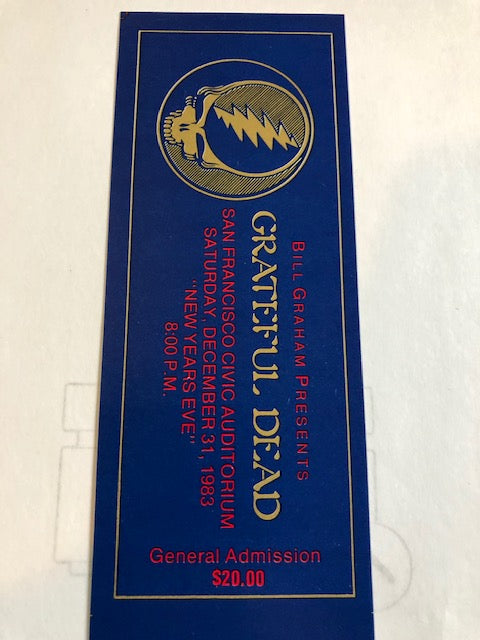 BILL GRAHAM PRESENTS
GRATEFUL DEAD
SAN FRANCISCO CIVIC AUDITORIUM
SATURDAY, DECEMBER 31, 1983
"NEW YEARS EVE"
8:00 P.M.
General Admission
$20.00